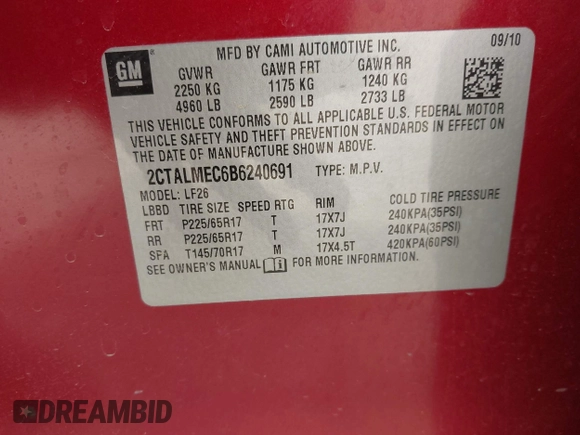 GM
MFD BY CAMI AUTOMOTIVE INC. 09/10
GVWR GAWR FRT GAWR RR
2250 KG 1175 KG 1240 KG
4960 LB 2590 LB 2733 LB
THIS VEHICLE CONFORMS TO ALL APPLICABLE U.S. FEDERAL MOTOR
VEHICLE SAFETY AND THEFT PREVENTION STANDARDS IN EFFECT ON
THE DATE OF MANUFACTURE SHOWN ABOVE.
2CTALMEC6B6240691 TYPE: M.P.V.
MODEL: LF26
LBBD TIRE SIZE SPEED RTG RIM COLD TIRE PRESSURE
FRT P225/65R17 T 17X7J 240KPA(35PSI)
RR P225/65R17 T 17X7J 240KPA(35PSI)
SFA T145/70R17 M 17X4.5T 420KPA(60PSI)
SEE OWNER'S MANUAL FOR MORE INFORMATION.
DREAMBID